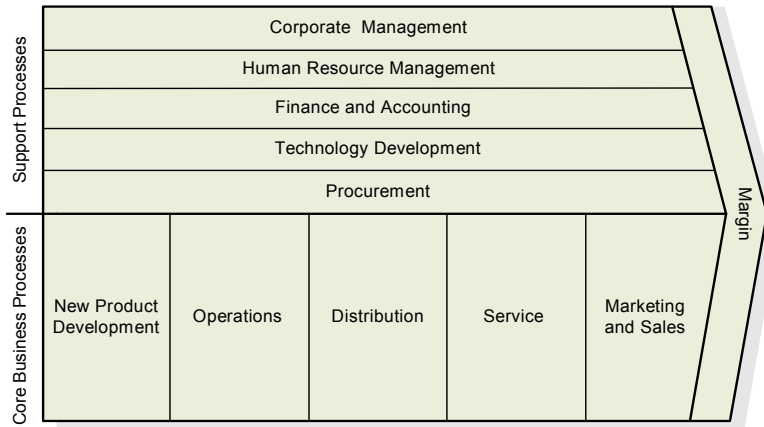 Support Processes
Corporate Management
Human Resource Management
Finance and Accounting
Technology Development
Procurement
Margin
Core Business Processes
New Product
Development
Operations
Distribution
Service
Marketing
and Sales